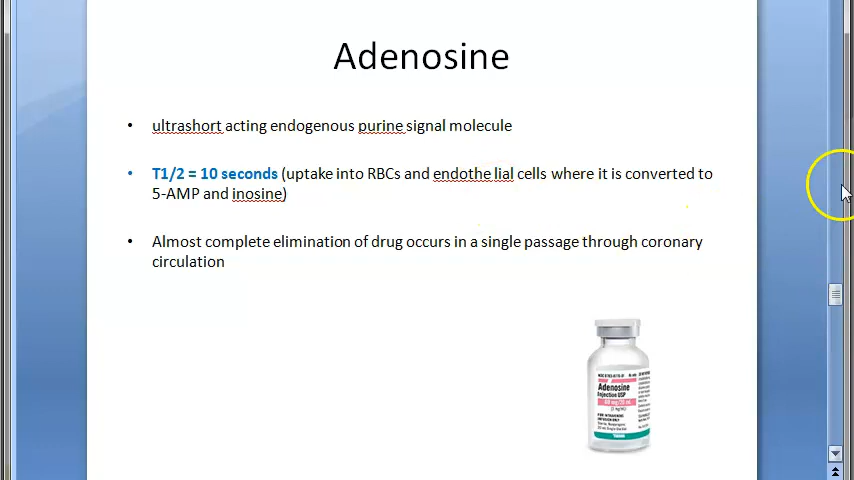 Adenosine
• ultrashort acting endogenous purine signal molecule
• T1/2 = 10 seconds (uptake into RBCs and endothe lial cells where it is converted to
5-AMP and inosine)
• Almost complete elimination of drug occurs in a single passage through coronary
circulation
Adenosine
Injection USP